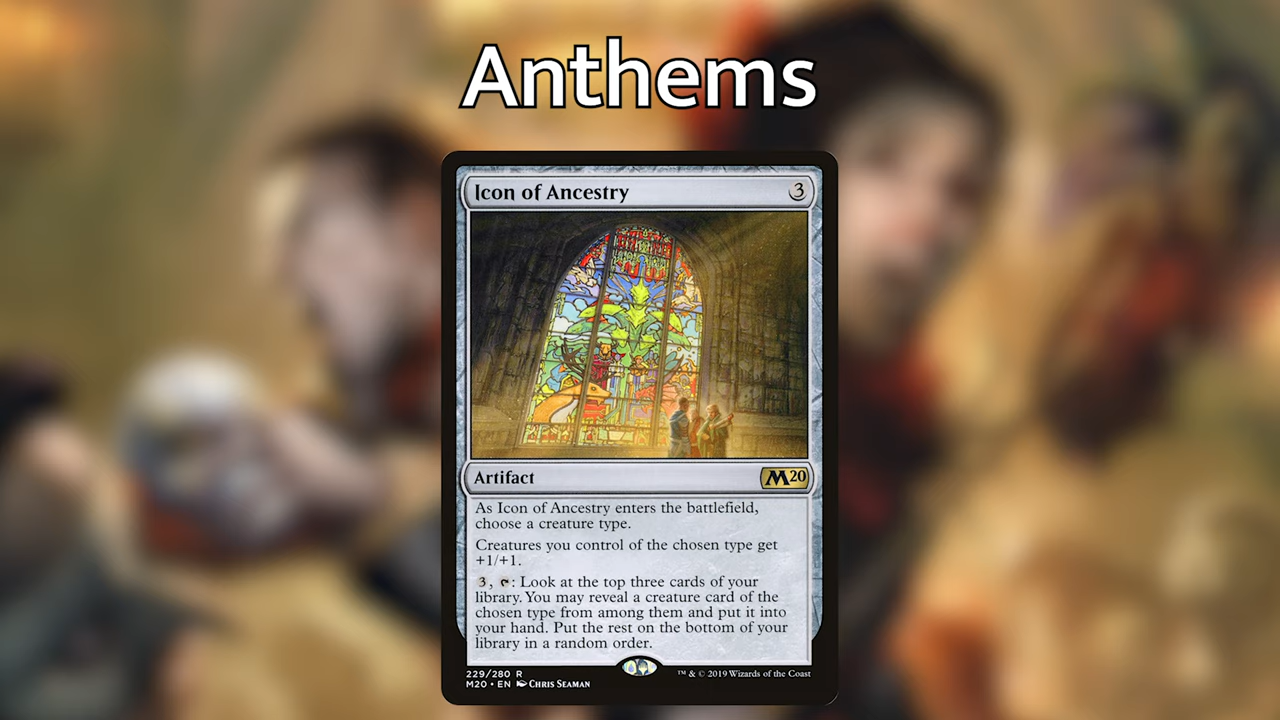 Anthems
Icon of Ancestry 3
Artifact M20
As Icon of Ancestry enters the battlefield,
choose a creature type.
Creatures you control of the chosen type get
+1/+1.
3, : Look at the top three cards of your
library. You may reveal a creature card of the
chosen type from among them and put it into
your hand. Put the rest on the bottom of your
library in a random order.
229/280 R
M20 • EN Chris Seaman
™ & © 2019 Wizards of the Coast